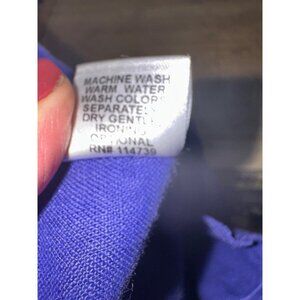 MACHINE WASH
WARM WATER
WASH COLORS
SEPARATELY
DRY GENTLE
IRONING
OPTIONAL
RN# 114739